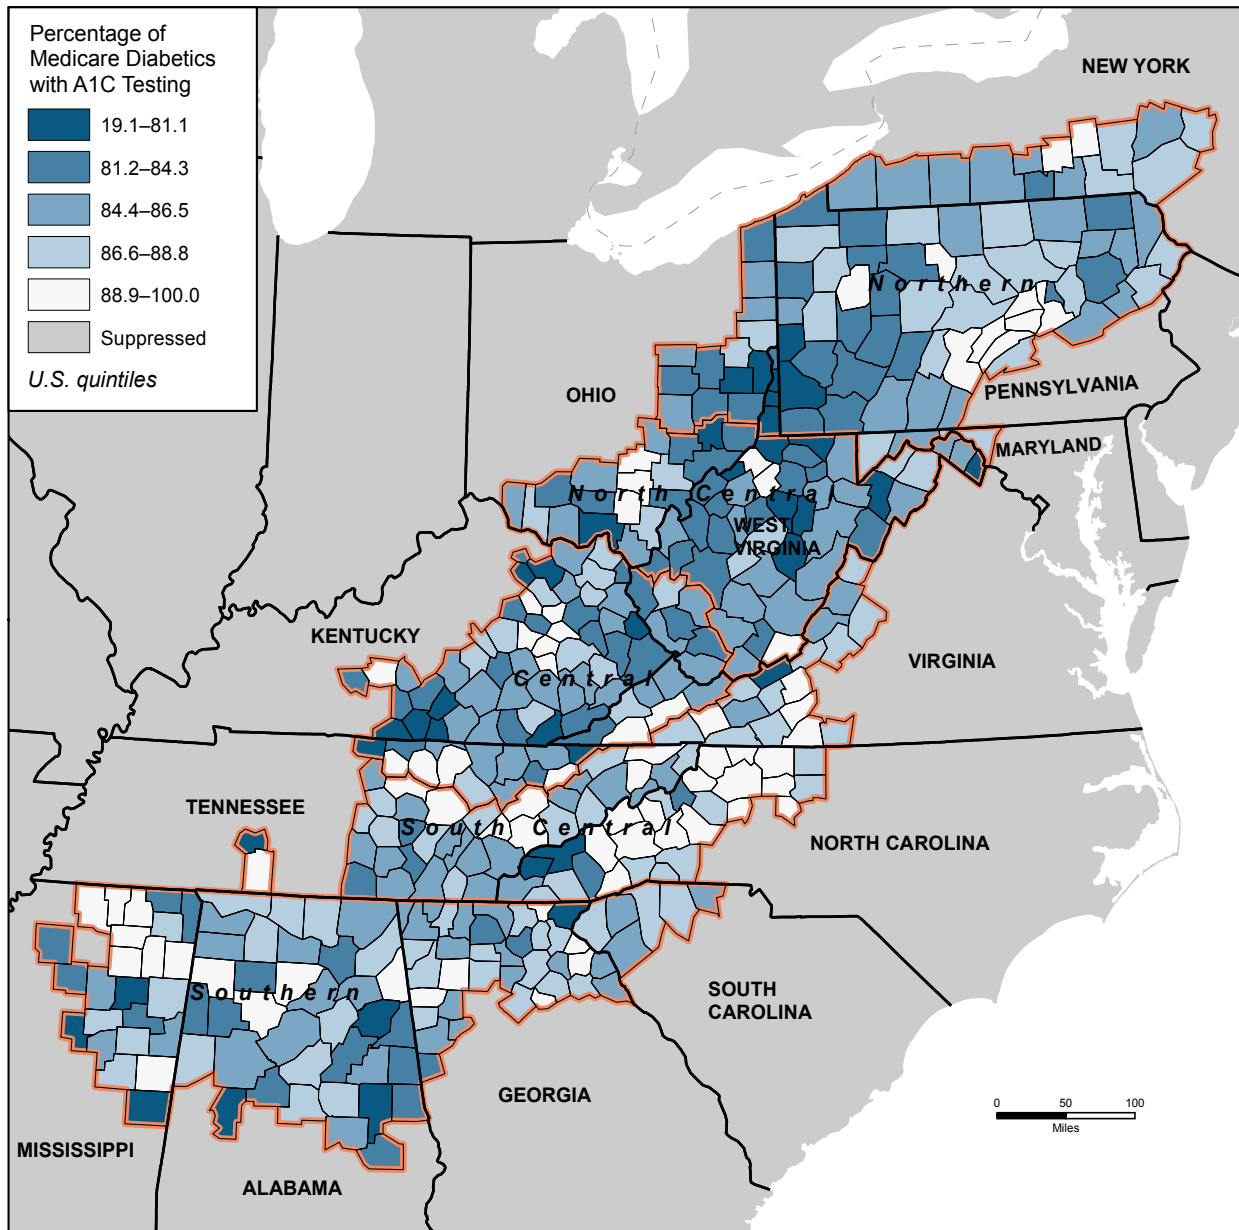 Percentage of
Medicare Diabetics
with A1C Testing
19.1–81.1
81.2–84.3
84.4–86.5
86.6–88.8
88.9–100.0
Suppressed
U.S. quintiles
NEW YORK
Northern
PENNSYLVANIA
OHIO
MARYLAND
North Central
WEST
VIRGINIA
KENTUCKY
VIRGINIA
Central
TENNESSEE
South Central
NORTH CAROLINA
Southern
SOUTH
CAROLINA
GEORGIA
0 50 100
Miles
MISSISSIPPI
ALABAMA